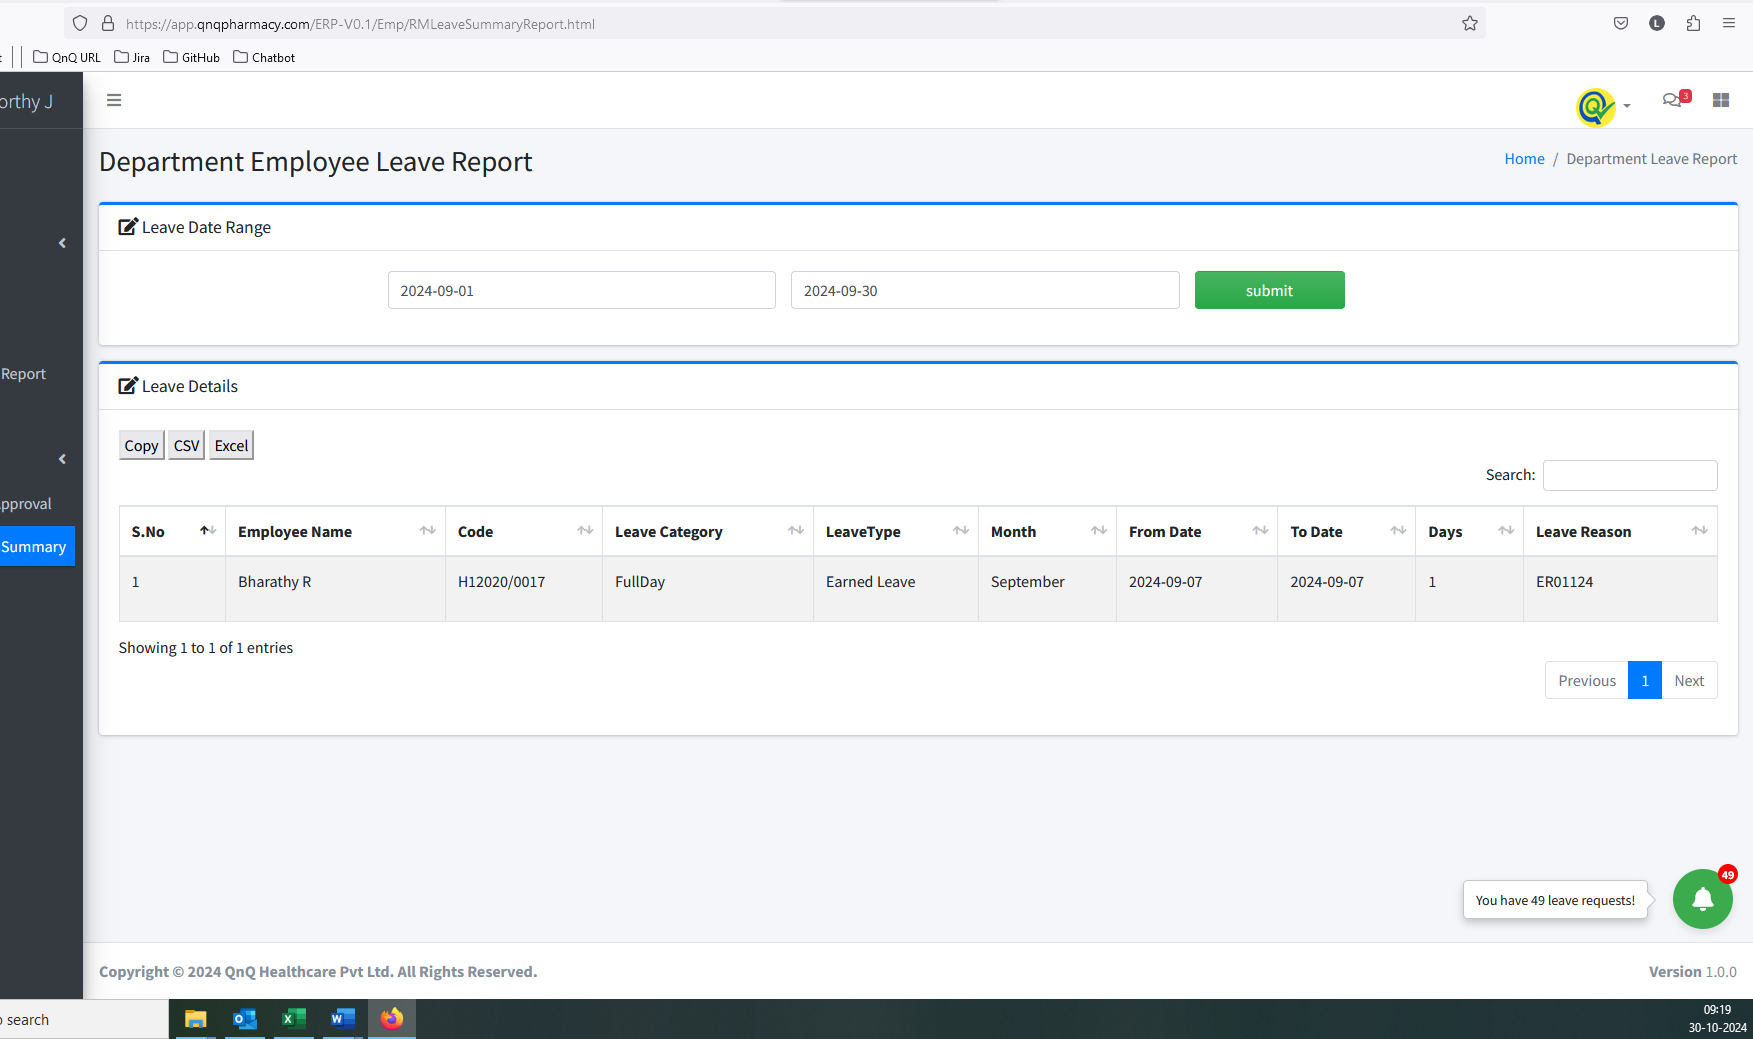 https://app.qnqpharmacy.com/ERP-V0.1/Emp/RMLeaveSummaryReport.html
QnQ URL Jira GitHub Chatbot
orthy J
3
Department Employee Leave Report
Home / Department Leave Report
Leave Date Range
2024-09-01 2024-09-30 submit
Report
Leave Details
Copy CSV Excel
Search:
pproval
Summary
S.No Employee Name Code Leave Category LeaveType Month From Date To Date Days Leave Reason
1 Bharathy R H12020/0017 FullDay Earned Leave September 2024-09-07 2024-09-07 1 ER01124
Showing 1 to 1 of 1 entries
Previous 1 Next
49
You have 49 leave requests!
Copyright © 2024 QnQ Healthcare Pvt Ltd. All Rights Reserved.
Version 1.0.0
search
09:19
30-10-2024